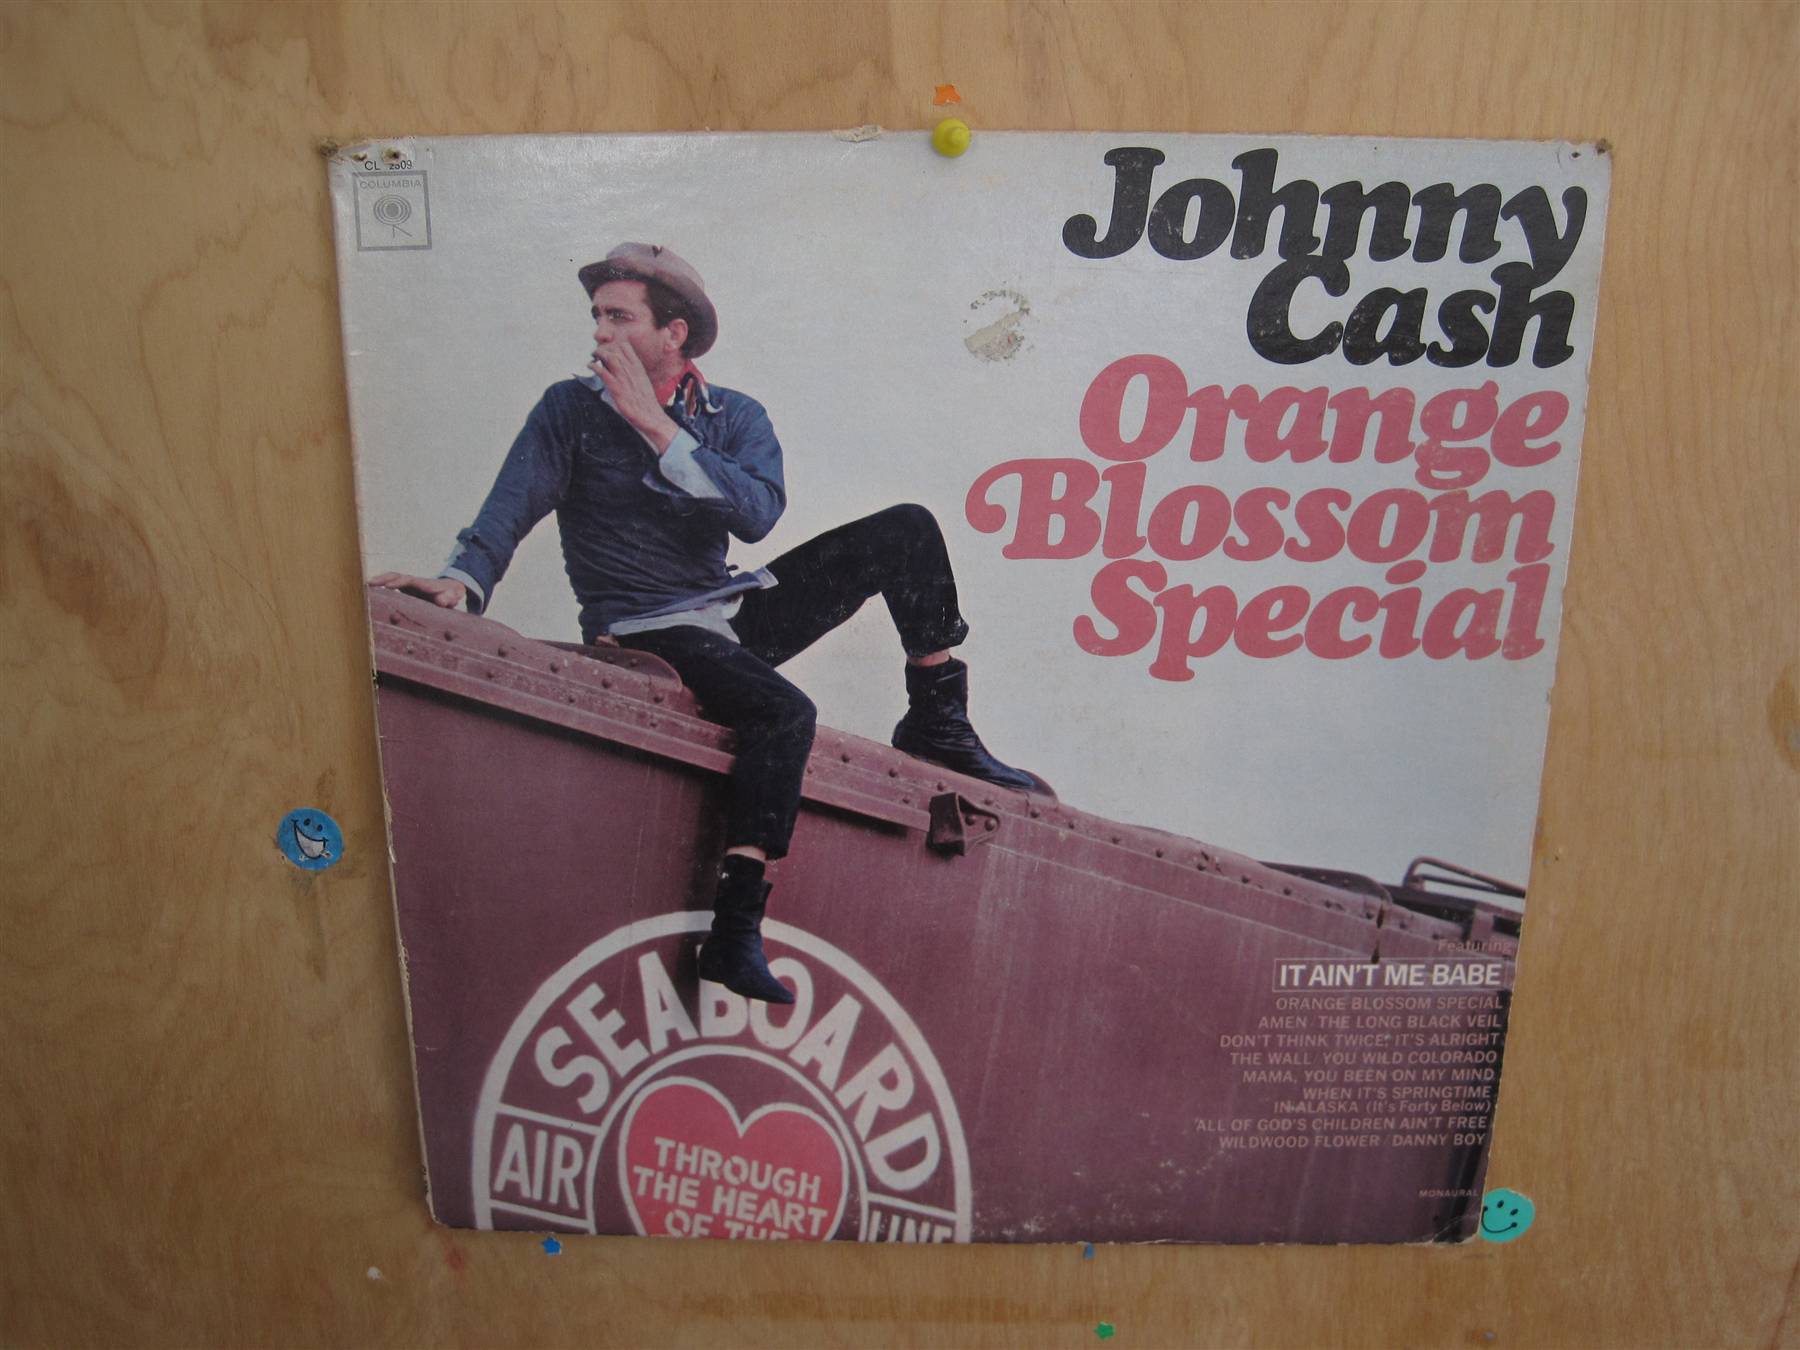 CL 2309
COLUMBIA
Johnny
Cash
Orange
Blossom
Special
Featuring
IT AIN'T ME BABE
ORANGE BLOSSOM SPECIAL
AMEN / THE LONG BLACK VEIL
DON'T THINK TWICE, IT'S ALRIGHT
THE WALL / YOU WILD COLORADO
MAMA, YOU BEEN ON MY MIND
WHEN IT'S SPRINGTIME
IN ALASKA (It's Forty Below)
ALL OF GOD'S CHILDREN AIN'T FREE
WILDWOOD FLOWER / DANNY BOY
MONAURAL
SEABOARD
AIR
LINE
THROUGH
THE HEART
OF THE